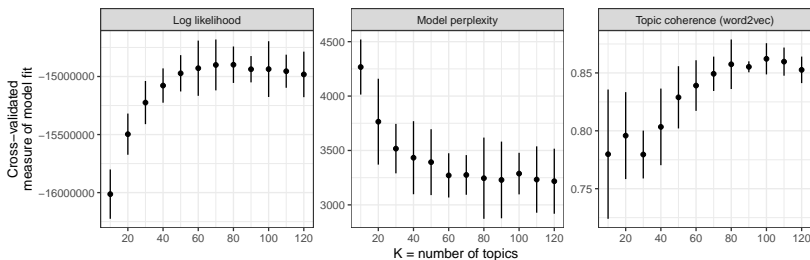 Log likelihood
Model perplexity
Topic coherence (word2vec)
Cross−validated
measure of model fit
−15000000
−15500000
−16000000
4500
4000
3500
3000
0.85
0.80
0.75
20 40 60 80 100 120
20 40 60 80 100 120
20 40 60 80 100 120
K = number of topics